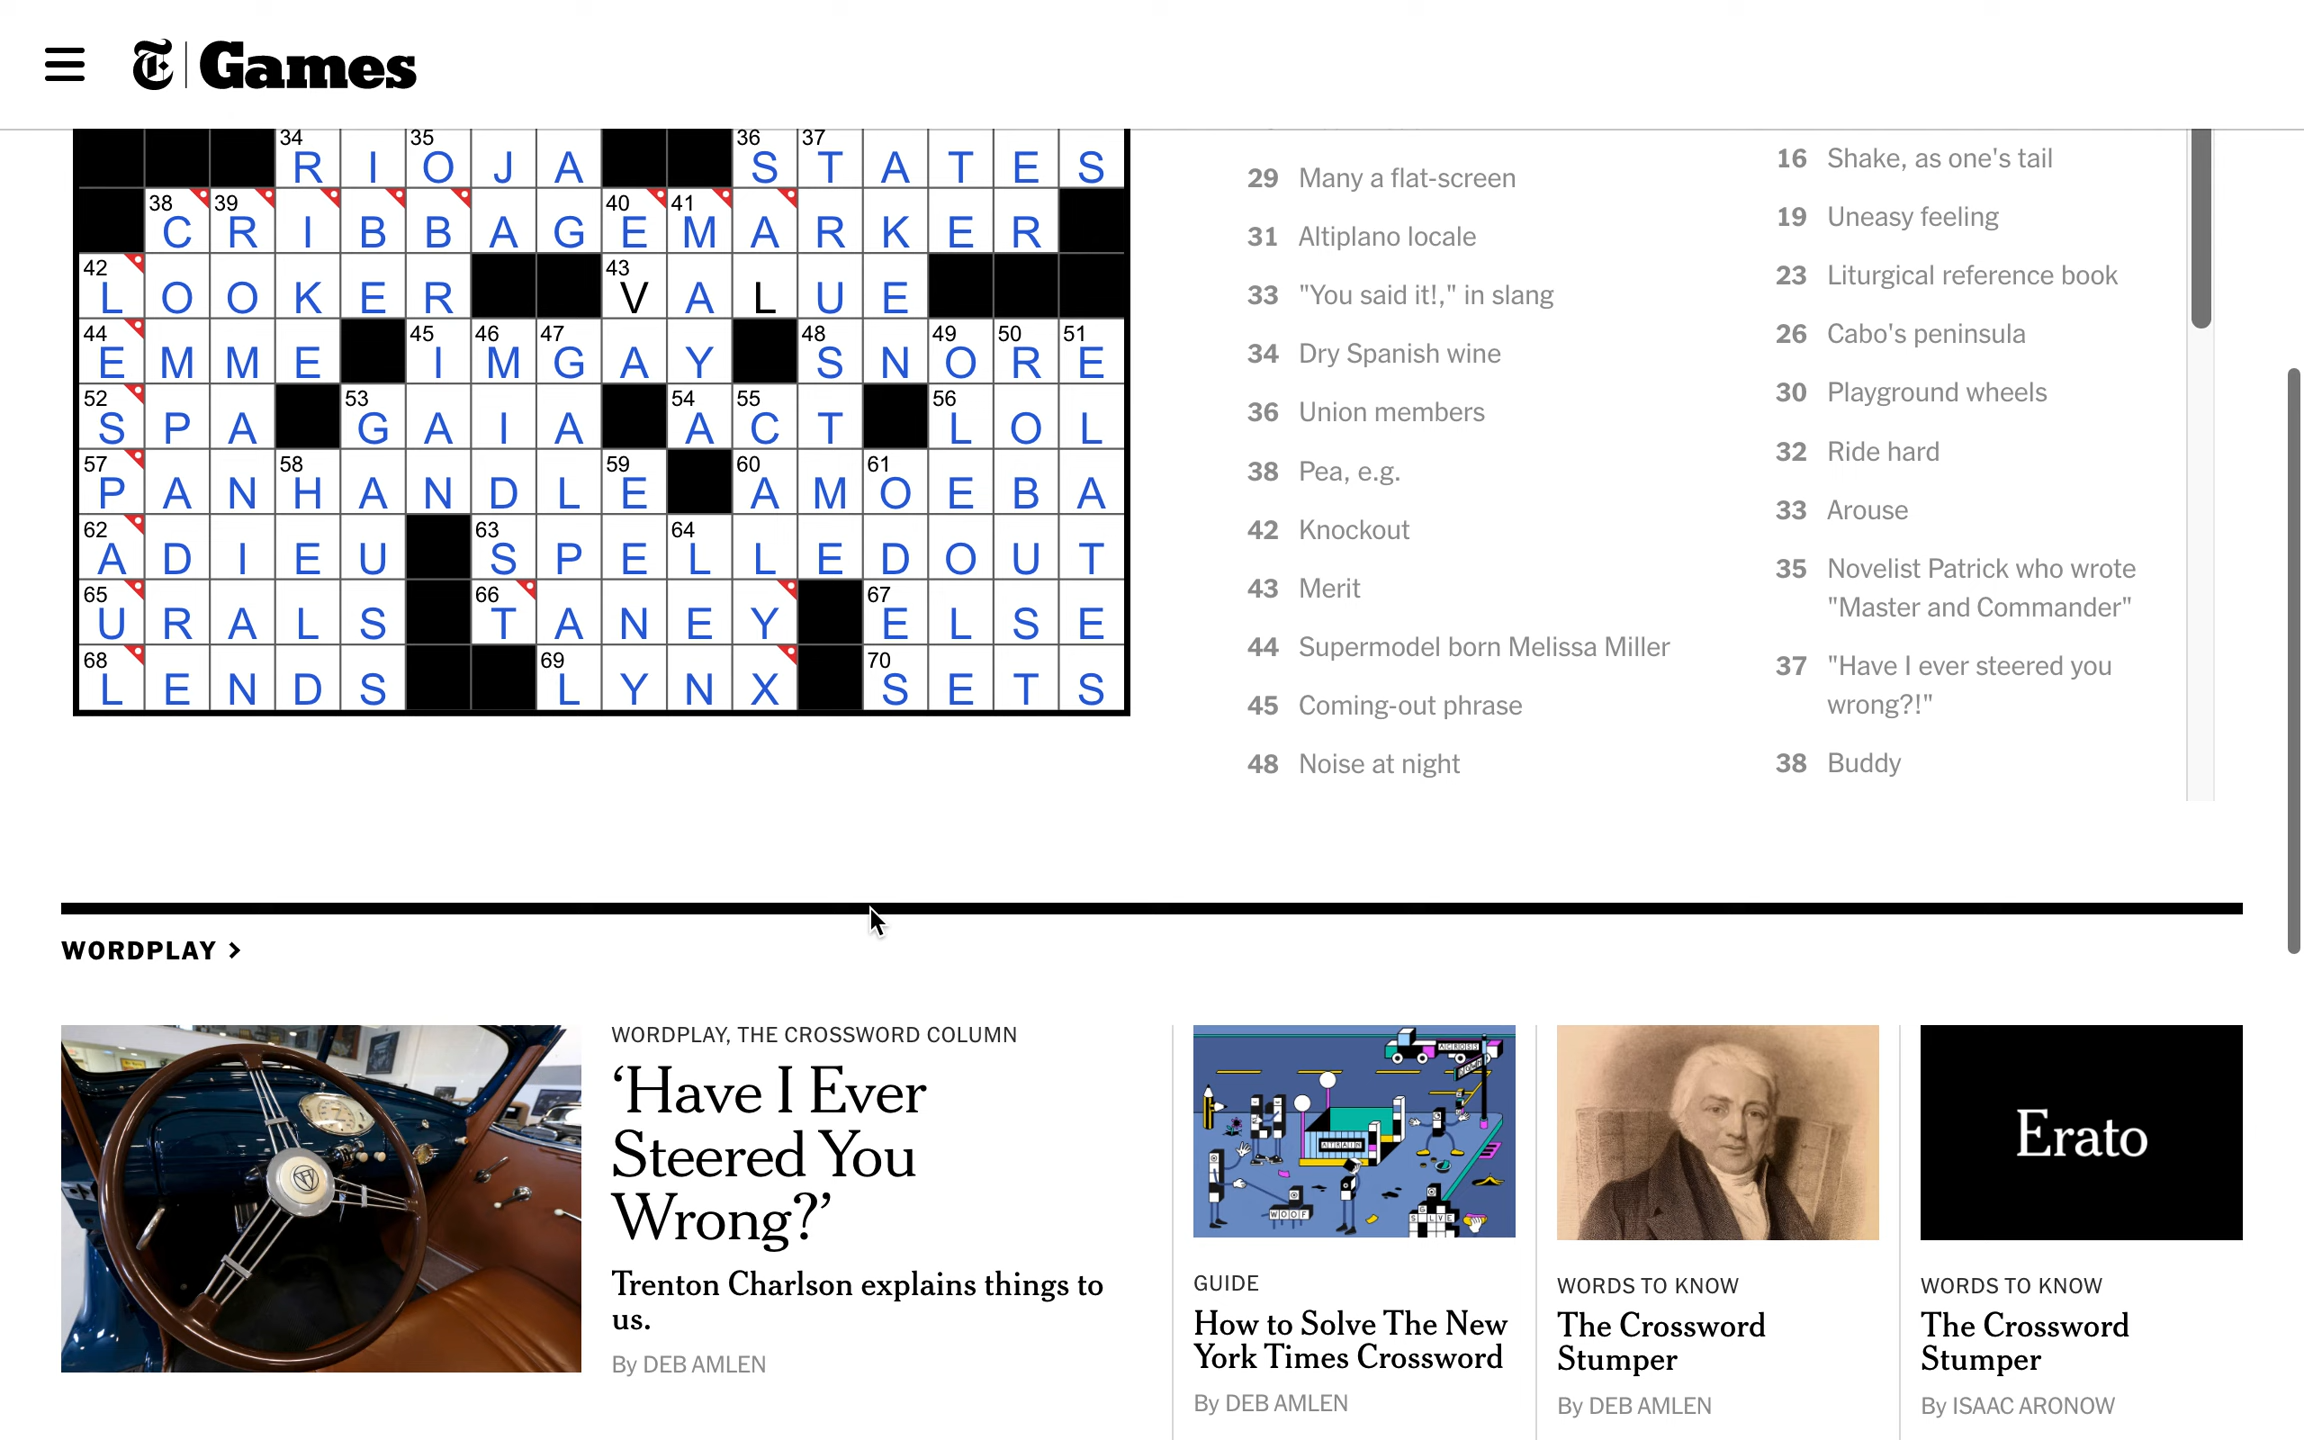 T Games
34 R I 35 O J A 36 S 37 T A T E S
38 C 39 R I B B A G 40 E 41 M A R K E R
42 L O O K E R 43 V A L U E
44 E M M E 45 I 46 M 47 G A Y 48 S N 49 O 50 R 51 E
52 S P A 53 G A I A 54 A 55 C T 56 L O L
57 P A N 58 H A N D L 59 E 60 A M 61 O E B A
62 A D I E U 63 S P E 64 L L E D O U T
65 U R A L S 66 T A N E Y 67 E L S E
68 L E N D S 69 L Y N X 70 S E T S
29 Many a flat-screen
31 Altiplano locale
33 "You said it!," in slang
34 Dry Spanish wine
36 Union members
38 Pea, e.g.
42 Knockout
43 Merit
44 Supermodel born Melissa Miller
45 Coming-out phrase
48 Noise at night
16 Shake, as one's tail
19 Uneasy feeling
23 Liturgical reference book
26 Cabo's peninsula
30 Playground wheels
32 Ride hard
33 Arouse
35 Novelist Patrick who wrote
"Master and Commander"
37 "Have I ever steered you
wrong?!"
38 Buddy
WORDPLAY >
WORDPLAY, THE CROSSWORD COLUMN
‘Have I Ever
Steered You
Wrong?’
Trenton Charlson explains things to
us.
By DEB AMLEN
ACROSS
ATRAIN
WOOF
GUIDE
How to Solve The New
York Times Crossword
By DEB AMLEN
WORDS TO KNOW
The Crossword
Stumper
By DEB AMLEN
Erato
WORDS TO KNOW
The Crossword
Stumper
By ISAAC ARONOW